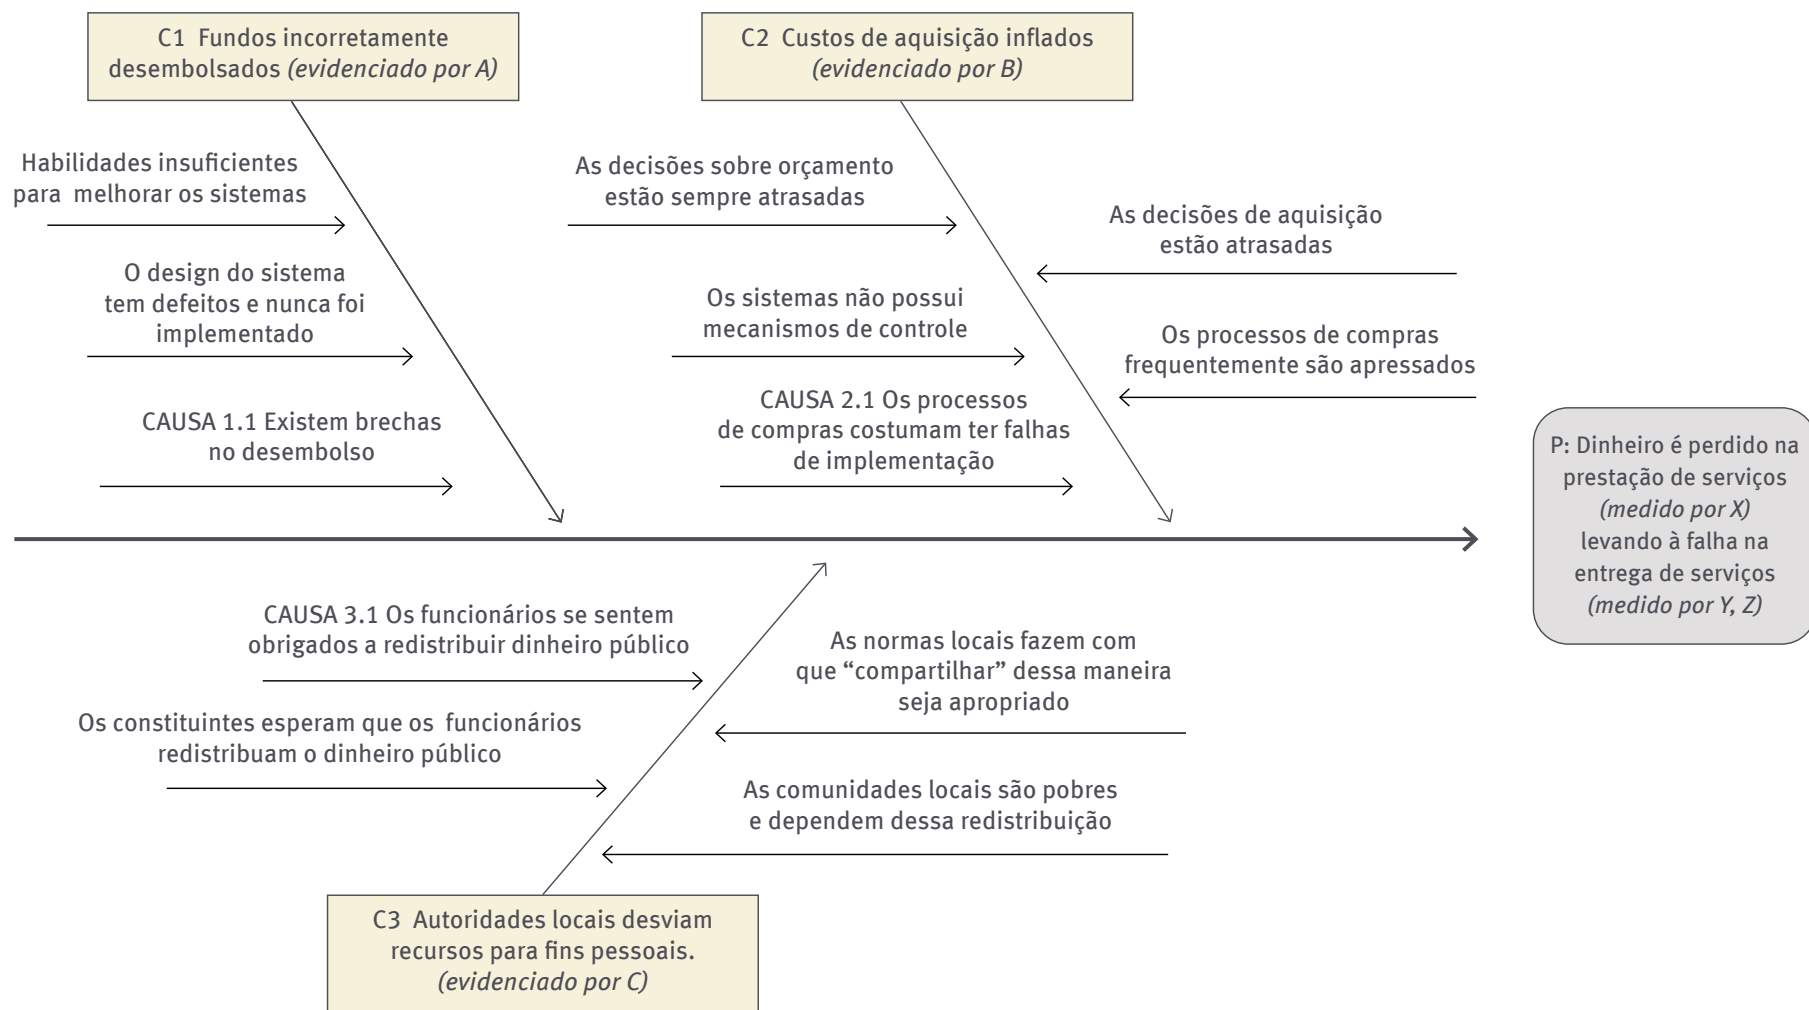 C1 Fundos incorretamente
desembolsados (evidenciado por A)
Habilidades insuficientes
para melhorar os sistemas
O design do sistema
tem defeitos e nunca foi
implementado
CAUSA 1.1 Existem brechas
no desembolso
C2 Custos de aquisição inflados
(evidenciado por B)
As decisões sobre orçamento
estão sempre atrasadas
Os sistemas não possui
mecanismos de controle
CAUSA 2.1 Os processos
de compras costumam ter falhas
de implementação
As decisões de aquisição
estão atrasadas
Os processos de compras
frequentemente são apressados
P: Dinheiro é perdido na
prestação de serviços
(medido por X)
levando à falha na
entrega de serviços
(medido por Y, Z)
CAUSA 3.1 Os funcionários se sentem
obrigados a redistribuir dinheiro público
Os constituintes esperam que os funcionários
redistribuam o dinheiro público
As normas locais fazem com
que “compartilhar” dessa maneira
seja apropriado
As comunidades locais são pobres
e dependem dessa redistribuição
C3 Autoridades locais desviam
recursos para fins pessoais.
(evidenciado por C)